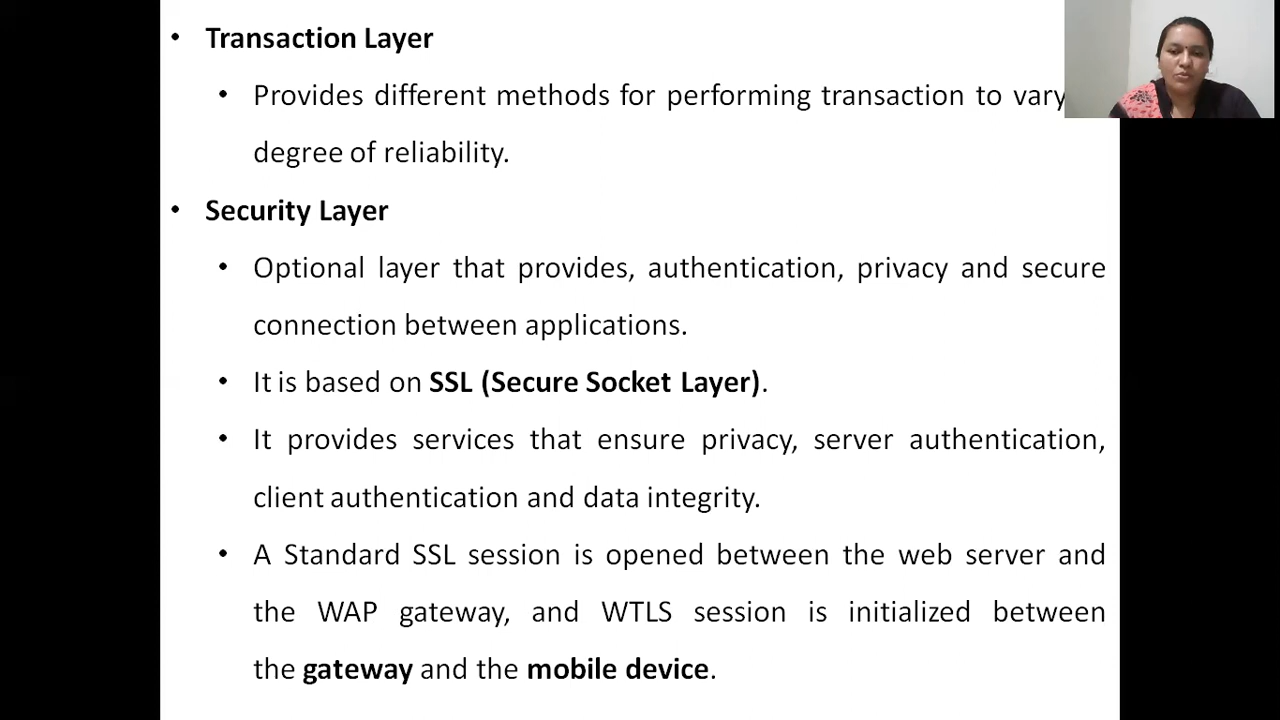 • Transaction Layer
• Provides different methods for performing transaction to vary
degree of reliability.
• Security Layer
• Optional layer that provides, authentication, privacy and secure
connection between applications.
• It is based on SSL (Secure Socket Layer).
• It provides services that ensure privacy, server authentication,
client authentication and data integrity.
• A Standard SSL session is opened between the web server and
the WAP gateway, and WTLS session is initialized between
the gateway and the mobile device.